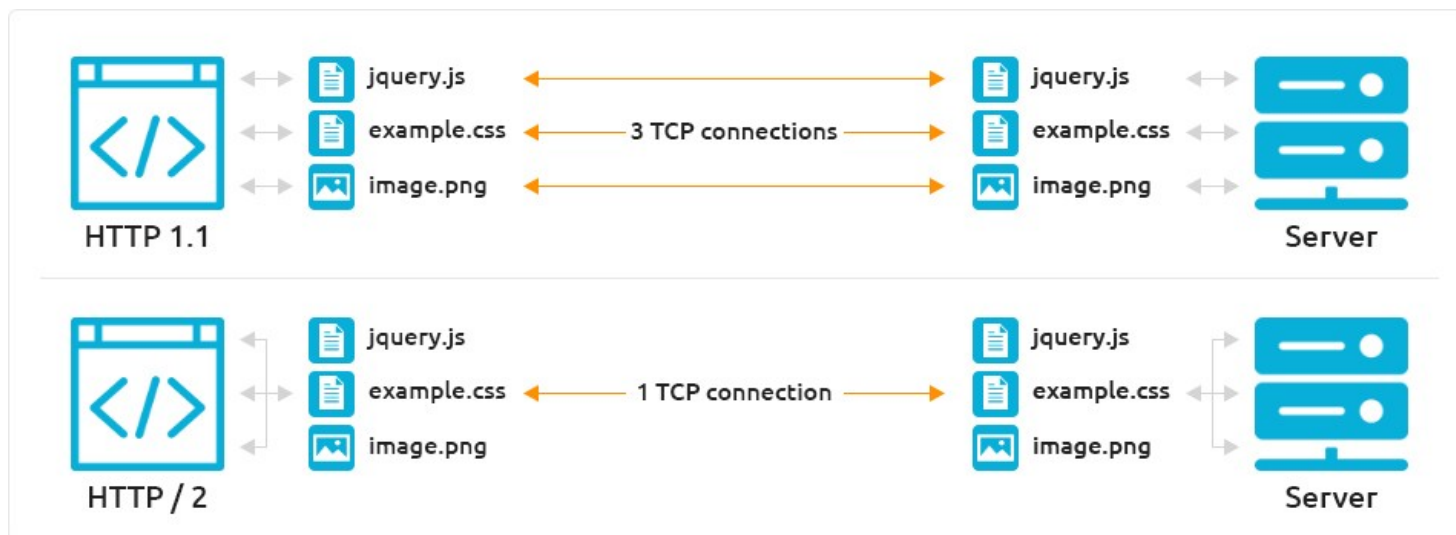 jquery.js jquery.js
example.css 3 TCP connections example.css
image.png image.png
HTTP 1.1 Server
jquery.js jquery.js
example.css 1 TCP connection example.css
image.png image.png
HTTP / 2 Server